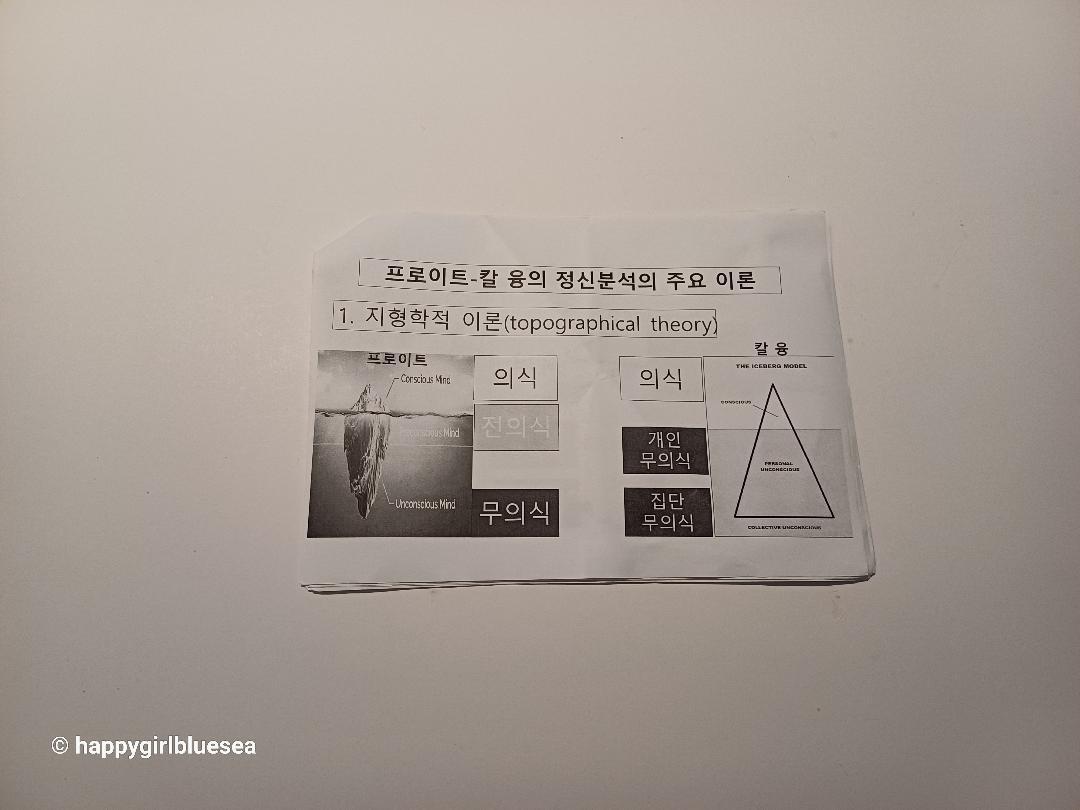 프로이트-칼 융의 정신분석의 주요 이론
1. 지형학적 이론(topographical theory)
프로이트
Conscious Mind
Preconscious Mind
Unconscious Mind
의식
전의식
무의식
칼 융
의식
개인
무의식
집단
무의식
THE ICEBERG MODEL
CONSCIOUS
PERSONAL
UNCONSCIOUS
COLLECTIVE UNCONSCIOUS
© happygirlbluesea